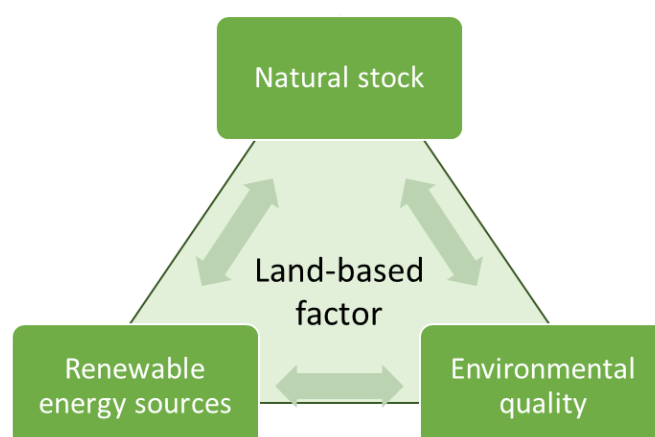 Natural stock
Land-based
factor
Renewable
energy sources
Environmental
quality